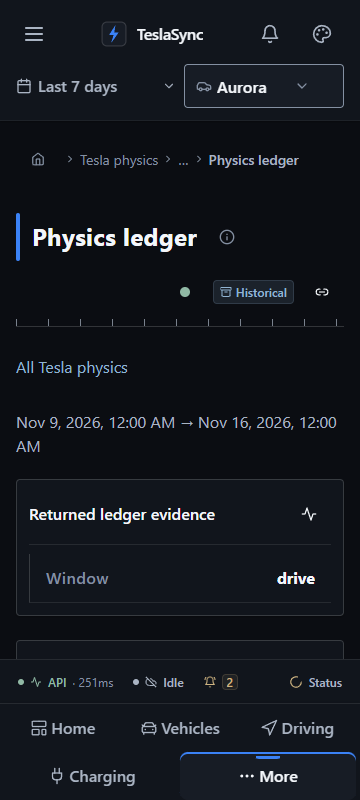 TeslaSync
Last 7 days
Aurora
Tesla physics ... Physics ledger
Physics ledger
Historical
All Tesla physics
Nov 9, 2026, 12:00 AM → Nov 16, 2026, 12:00
AM
Returned ledger evidence
Window drive
API · 251ms Idle 2 Status
Home Vehicles Driving
Charging More